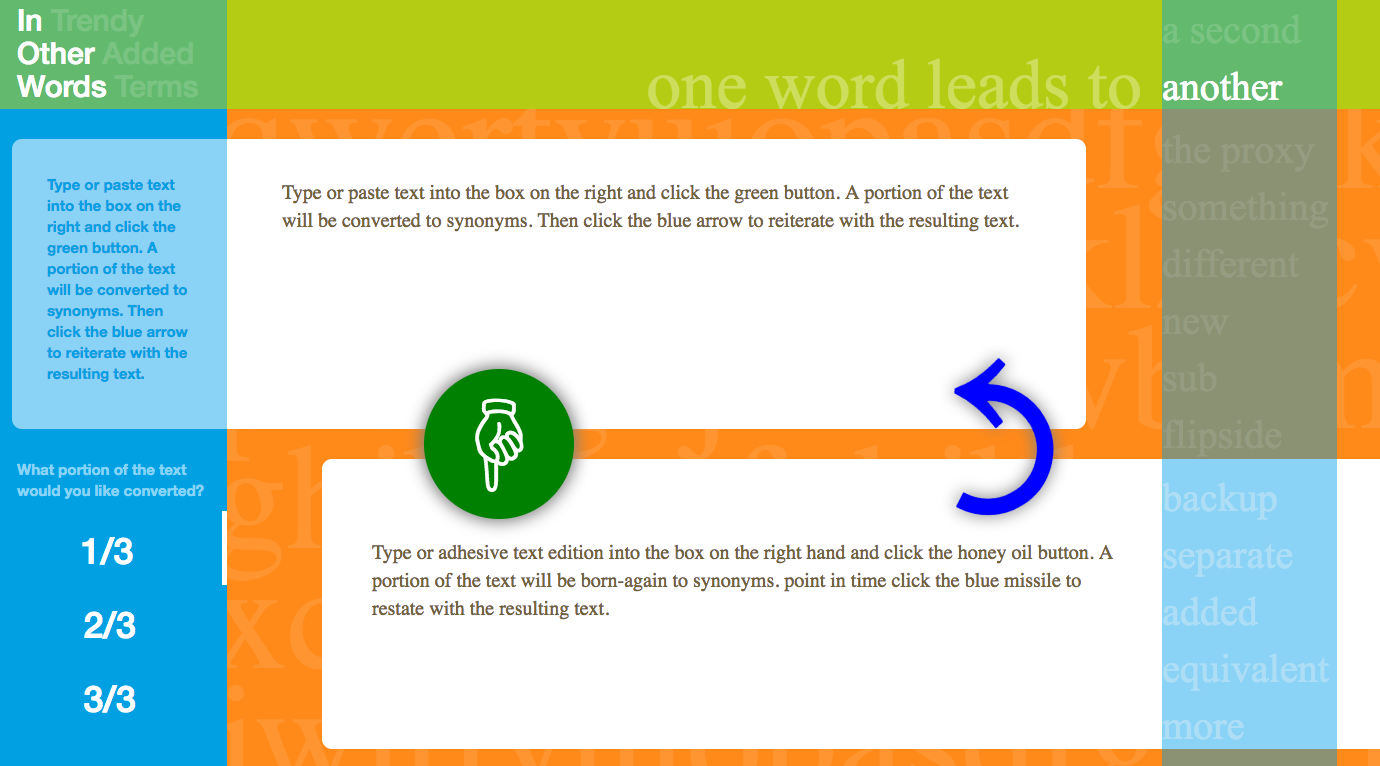 In Trendy
Other Added
Words Terms
one word leads to another
a second
the proxy
something
different
new
sub
flipside
backup
separate
added
equivalent
more
Type or paste text
into the box on the
right and click the
green button. A
portion of the text
will be converted to
synonyms. Then
click the blue arrow
to reiterate with the
resulting text.
Type or paste text into the box on the right and click the green button. A portion of the text
will be converted to synonyms. Then click the blue arrow to reiterate with the resulting text.
What portion of the text
would you like converted?
1/3
2/3
3/3
Type or adhesive text edition into the box on the right hand and click the honey oil button. A
portion of the text will be born-again to synonyms. point in time click the blue missile to
restate with the resulting text.